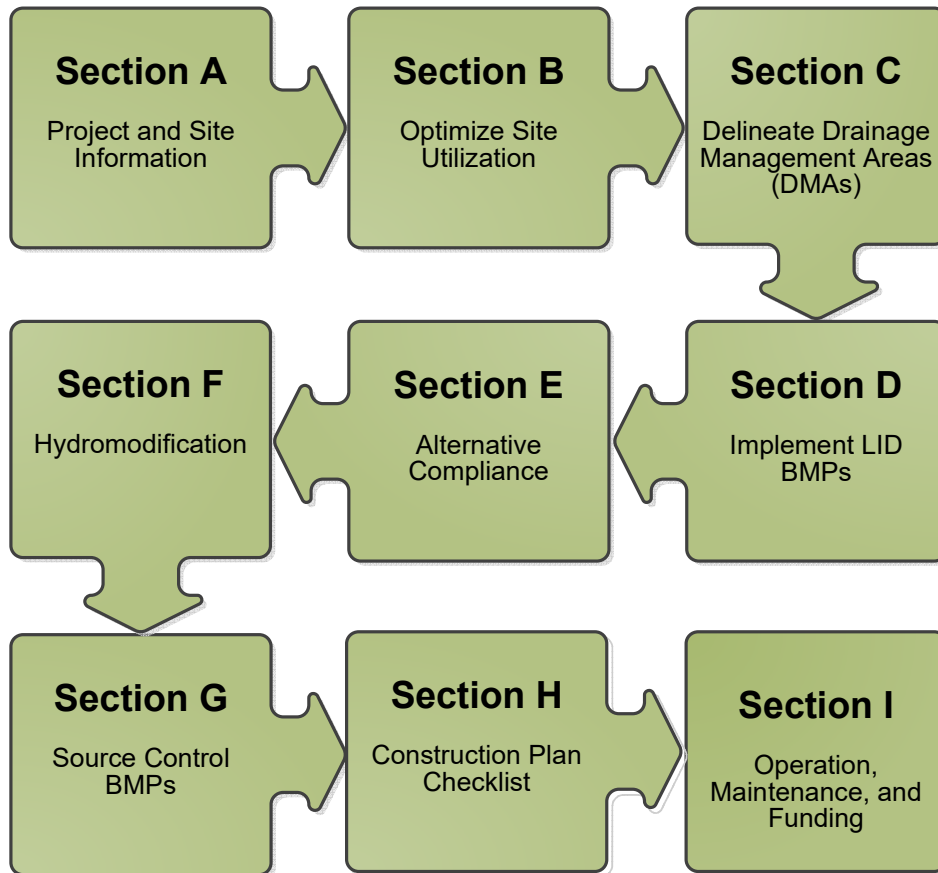 Section A
Project and Site
Information
Section B
Optimize Site
Utilization
Section C
Delineate Drainage
Management Areas
(DMAs)
Section D
Implement LID
BMPs
Section E
Alternative
Compliance
Section F
Hydromodification
Section G
Source Control
BMPs
Section H
Construction Plan
Checklist
Section I
Operation,
Maintenance, and
Funding